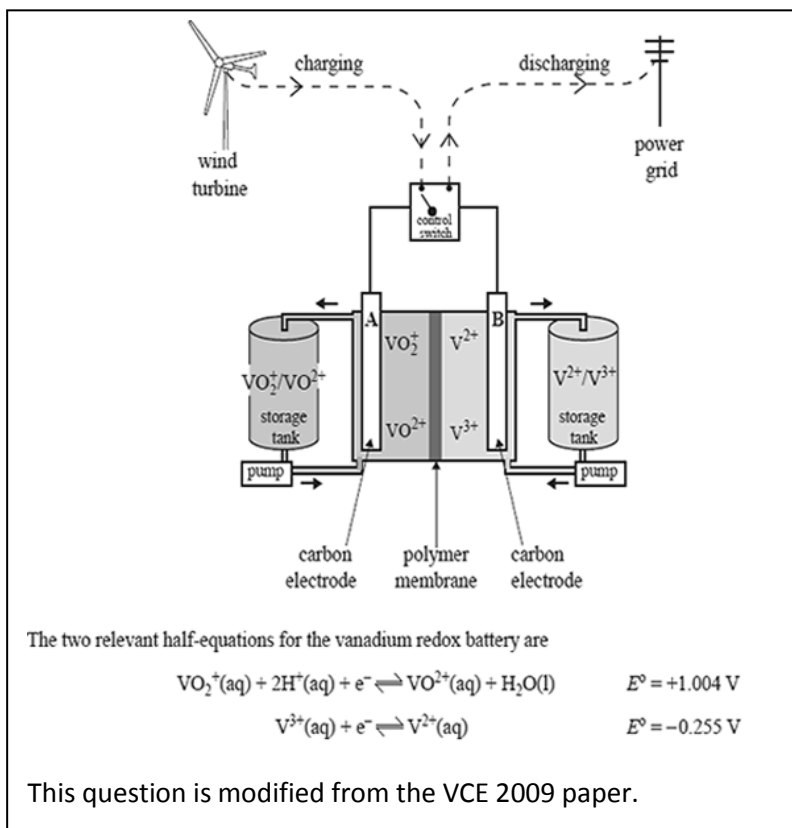 charging
discharging
wind
turbine
power
grid
control
switch
A
B
VO₂⁺
V²⁺
VO₂⁺/VO²⁺
V²⁺/V³⁺
storage
tank
storage
tank
VO²⁺
V³⁺
pump
pump
carbon
electrode
polymer
membrane
carbon
electrode
The two relevant half-equations for the vanadium redox battery are
VO₂⁺(aq) + 2H⁺(aq) + e⁻ ⇌ VO²⁺(aq) + H₂O(l) E° = +1.004 V
V³⁺(aq) + e⁻ ⇌ V²⁺(aq) E° = −0.255 V
This question is modified from the VCE 2009 paper.